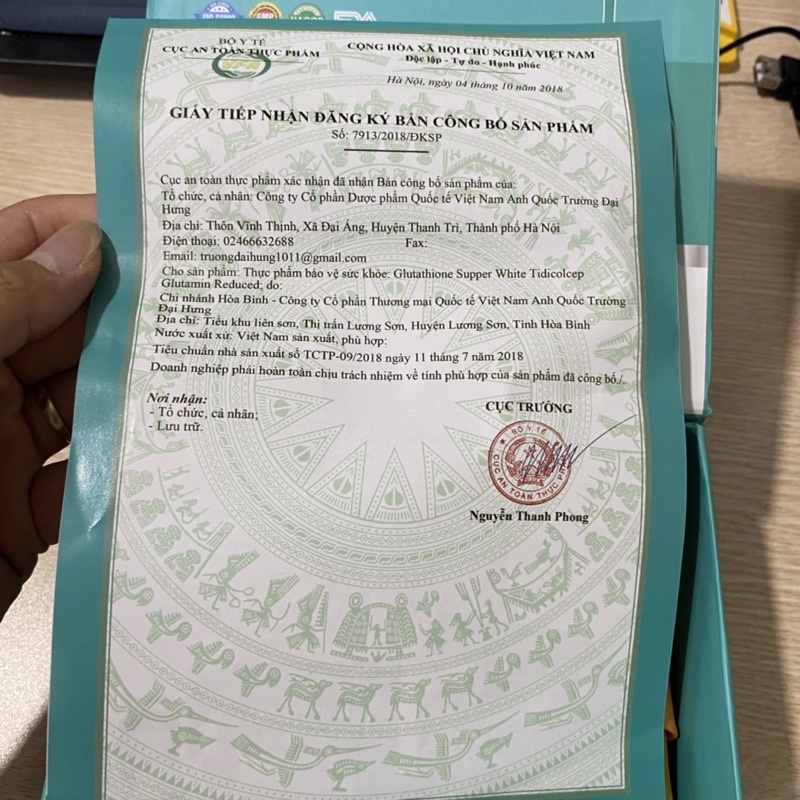 ISO 22000
GMP
HACCP
BỘ Y TẾ
CỤC AN TOÀN THỰC PHẨM
VFA
CỘNG HÒA XÃ HỘI CHỦ NGHĨA VIỆT NAM
Độc lập - Tự do - Hạnh phúc
Hà Nội, ngày 04 tháng 10 năm 2018
GIẤY TIẾP NHẬN ĐĂNG KÝ BẢN CÔNG BỐ SẢN PHẨM
Số: 7913/2018/ĐKSP
Cục an toàn thực phẩm xác nhận đã nhận Bản công bố sản phẩm của:
Tổ chức, cá nhân: Công ty Cổ phần Dược phẩm Quốc tế Việt Nam Anh Quốc Trường Đại
Hưng
Địa chỉ: Thôn Vĩnh Thịnh, Xã Đại Áng, Huyện Thanh Trì, Thành phố Hà Nội
Điện thoại: 02466632688 Fax:
Email: truongdaihung1011@gmail.com
Cho sản phẩm: Thực phẩm bảo vệ sức khỏe: Glutathione Supper White Tidicolcep
Glutamin Reduced; do:
Chi nhánh Hòa Bình - Công ty Cổ phần Thương mại Quốc tế Việt Nam Anh Quốc Trường
Đại Hưng
Địa chỉ: Tiểu khu liên sơn, Thị trấn Lương Sơn, Huyện Lương Sơn, Tỉnh Hòa Bình
Nước xuất xứ: Việt Nam sản xuất, phù hợp:
Tiêu chuẩn nhà sản xuất số TCTP-09/2018 ngày 11 tháng 7 năm 2018
Doanh nghiệp phải hoàn toàn chịu trách nhiệm về tính phù hợp của sản phẩm đã công bố./.
Nơi nhận:
- Tổ chức, cá nhân;
- Lưu trữ.
CỤC TRƯỞNG
BỘ Y TẾ
CỤC AN TOÀN THỰC PHẨM
Nguyễn Thanh Phong